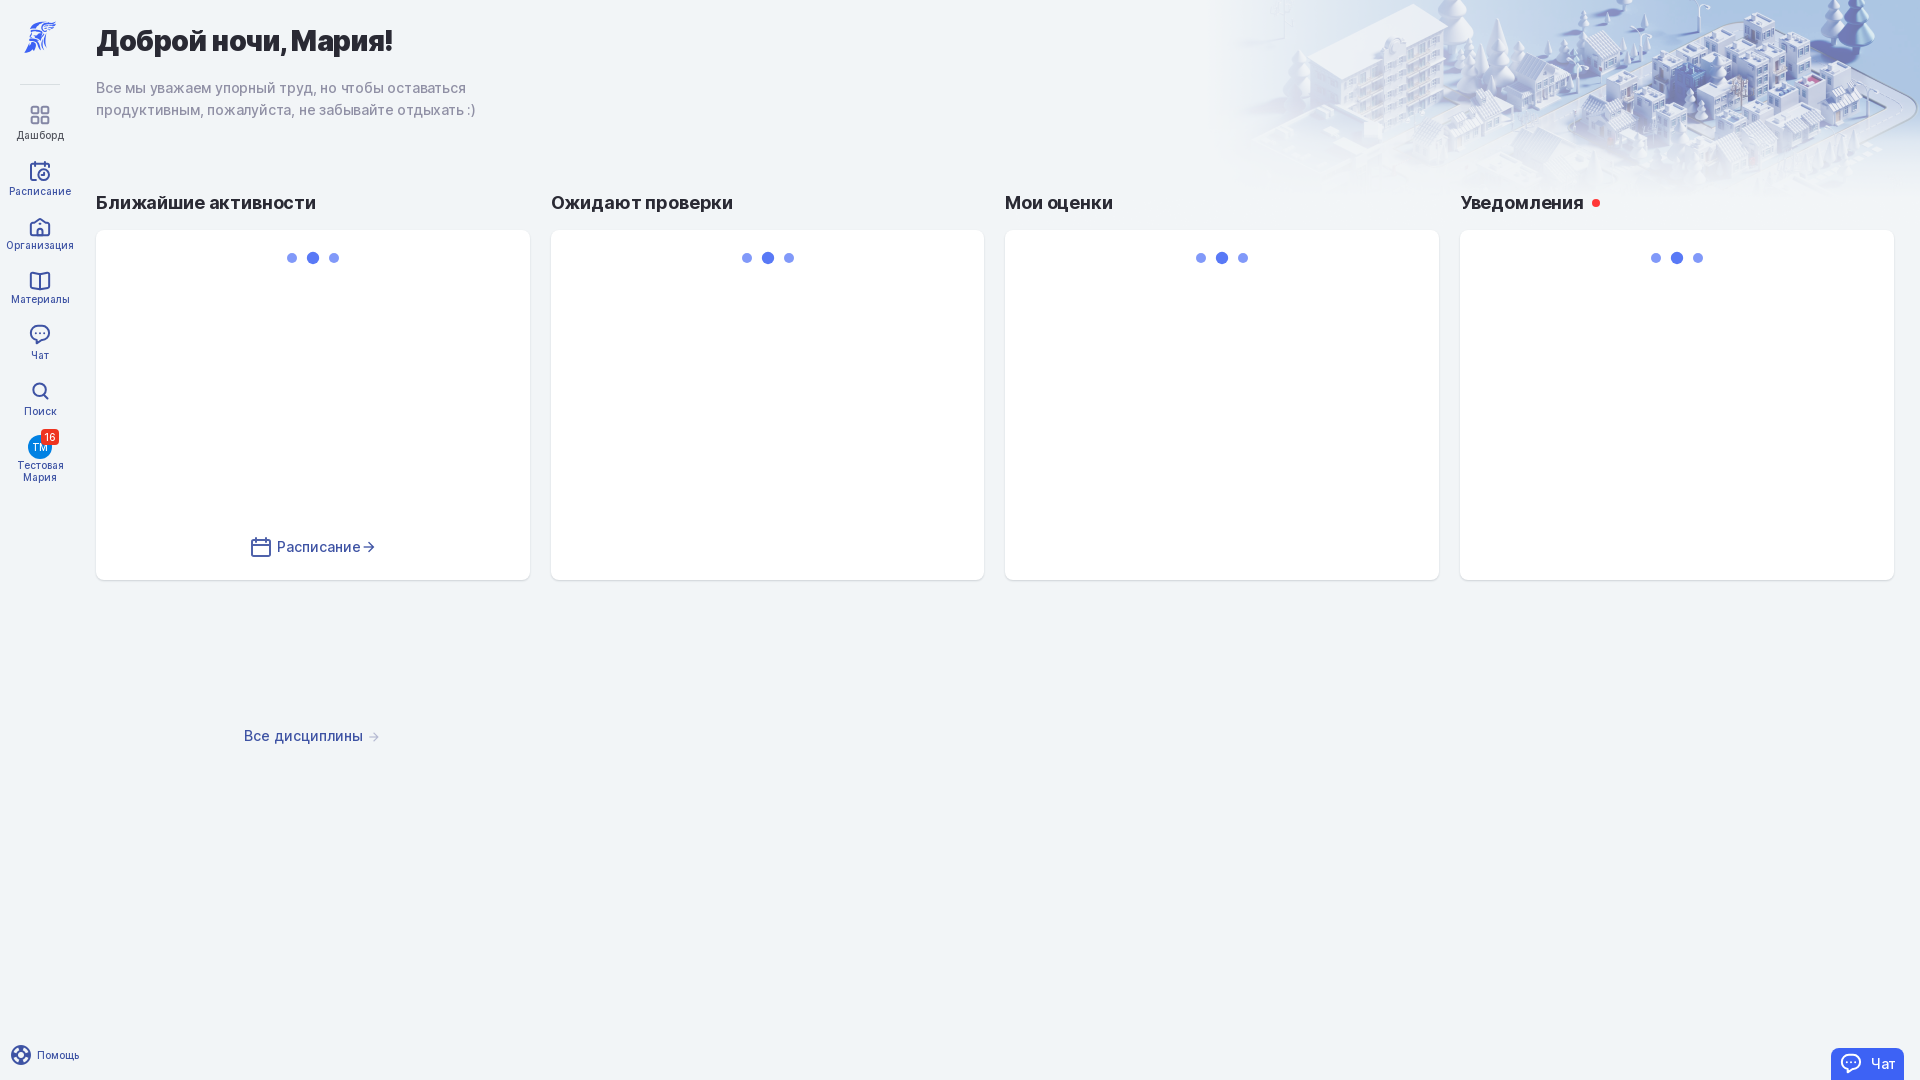 Доброй ночи, Мария!
Все мы уважаем упорный труд, но чтобы оставаться
продуктивным, пожалуйста, не забывайте отдыхать :)
Дашборд
Расписание
Организация
Материалы
Чат
Поиск
ТМ
16
Тестовая
Мария
Ближайшие активности
Ожидают проверки
Мои оценки
Уведомления
Расписание
Все дисциплины
Помощь
Чат